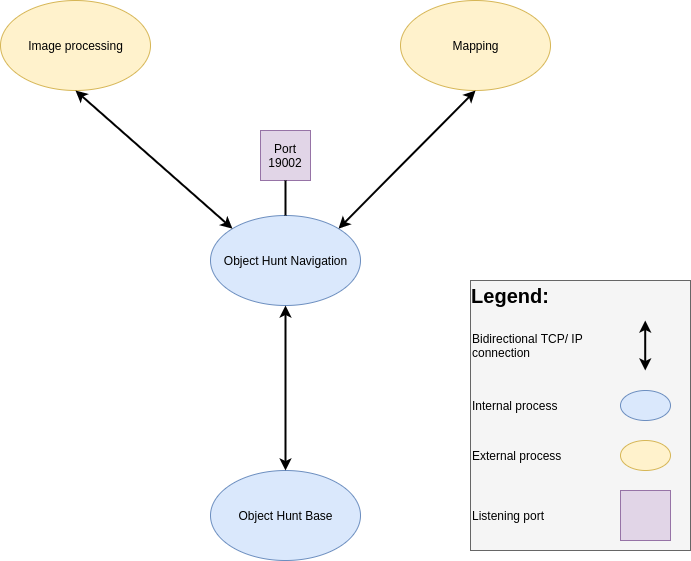 Image processing
Mapping
Port
19002
Object Hunt Navigation
Legend:
Bidirectional TCP/ IP
connection
Internal process
External process
Listening port
Object Hunt Base